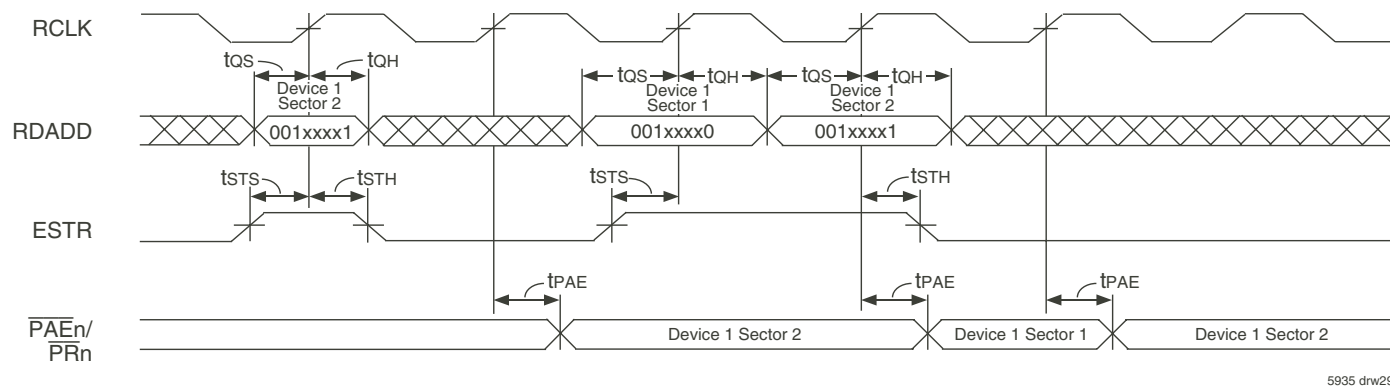 RCLK
tQS tQH tQS tQH tQS tQH
Device 1
Sector 2
Device 1
Sector 1
Device 1
Sector 2
RDADD
001xxxx1
001xxxx0
001xxxx1
tSTS tSTH tSTS tSTH
ESTR
tPAE tPAE tPAE
PAEn/
PRn
Device 1 Sector 2
Device 1 Sector 1
Device 1 Sector 2
5935 drw29